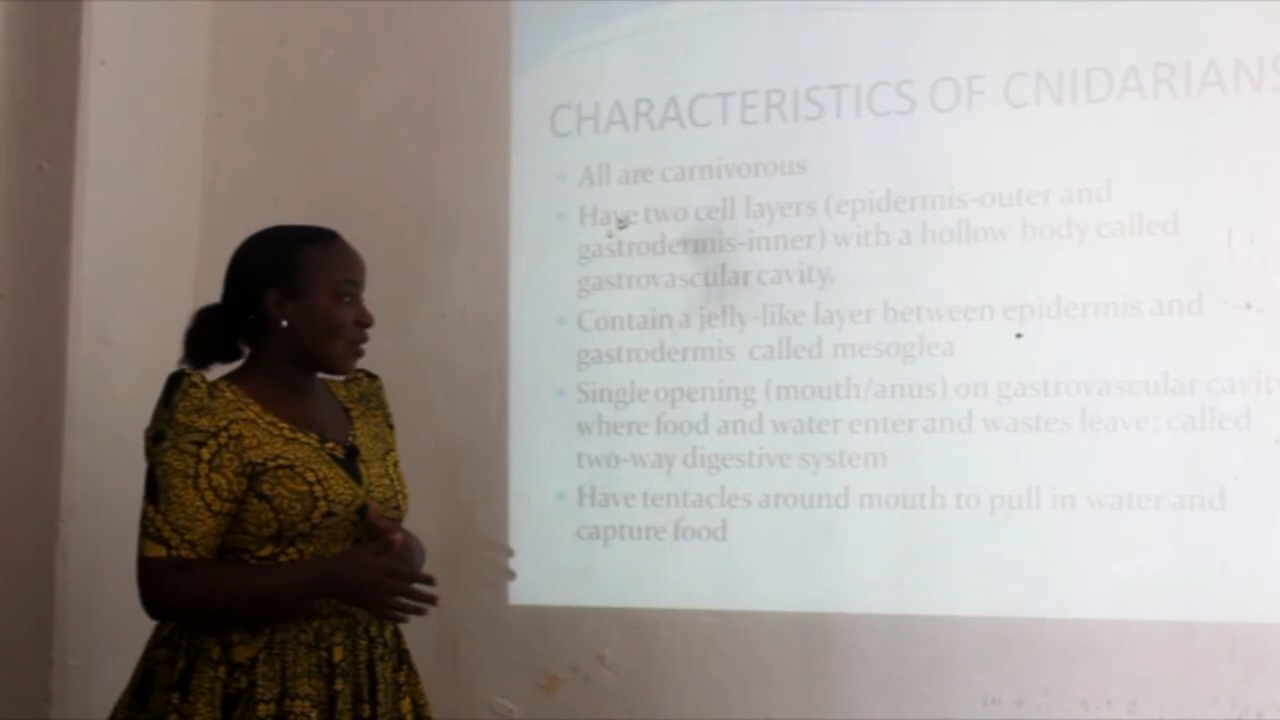 CHARACTERISTICS OF CNIDARIANS
All are carnivorous
Have two cell layers (epidermis-outer and
gastrodermis-inner) with a hollow body called
gastrovascular cavity.
Contain a jelly-like layer between epidermis and
gastrodermis called mesoglea
Single opening (mouth/anus) on gastrovascular cavity
where food and water enter and wastes leave; called
two-way digestive system
Have tentacles around mouth to pull in water and
capture food